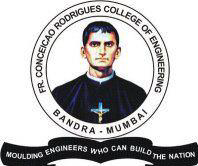 FR. CONCEICAO RODRIGUES COLLEGE OF ENGINEERING
BANDRA - MUMBAI
MOULDING ENGINEERS WHO CAN BUILD THE NATION